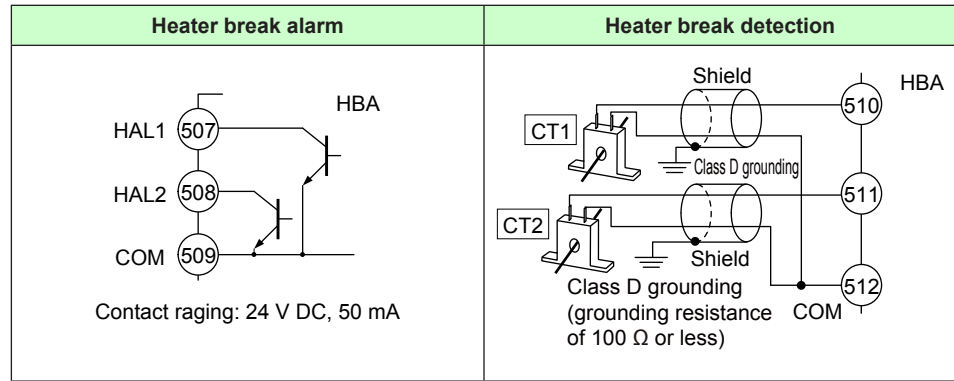 Heater break alarm
Heater break detection
HBA
HAL1 507
HAL2 508
COM 509
Contact raging: 24 V DC, 50 mA
Shield
HBA
510
CT1
Class D grounding
511
CT2
Shield
512
COM
Class D grounding
(grounding resistance
of 100 Ω or less)